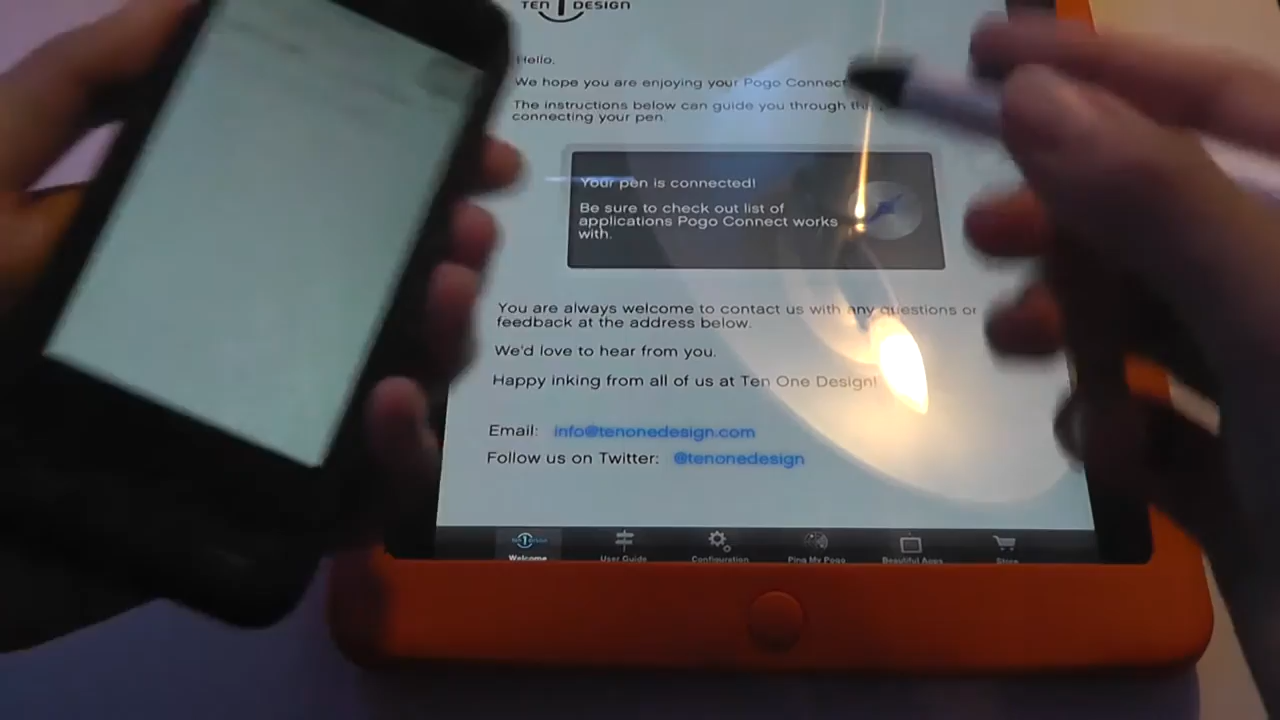 TEN 1 DESIGN
Hello,
We hope you are enjoying your Pogo Connect
The instructions below can guide you through the
connecting your pen.
Your pen is connected!
Be sure to check out list of
applications Pogo Connect works
with.
You are always welcome to contact us with any questions or
feedback at the address below.
We'd love to hear from you.
Happy inking from all of us at Ten One Design!
Email: info@tenonedesign.com
Follow us on Twitter: @tenonedesign
Welcome User Guide Configuration Ping My Pogo Beautiful Apps Store